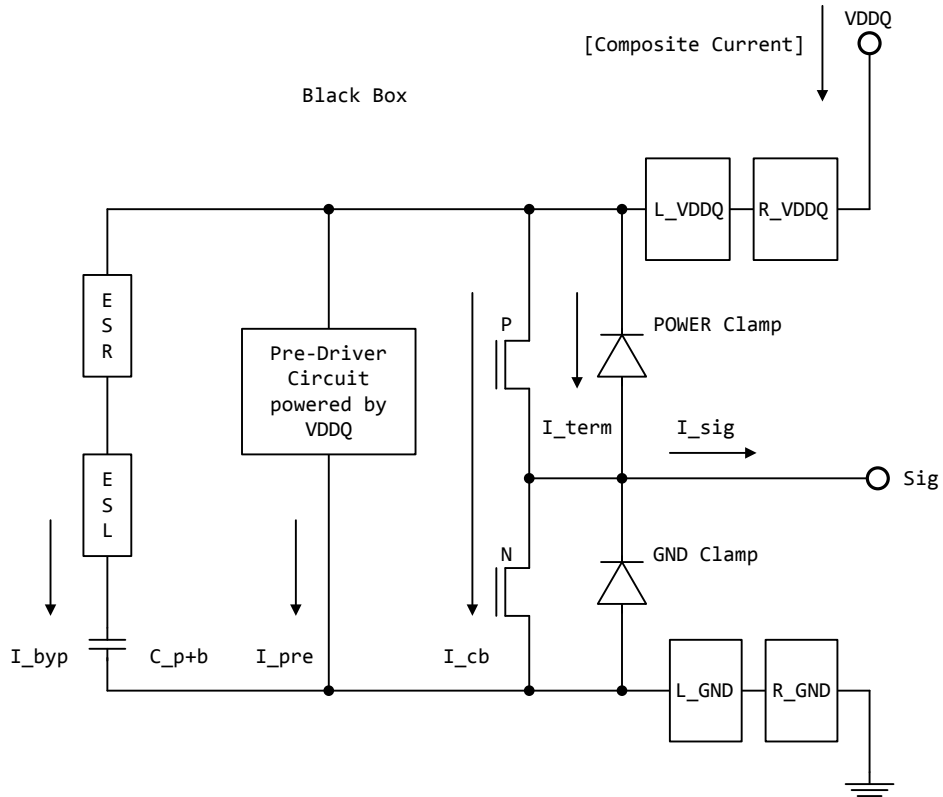 VDDQ
[Composite Current]
Black Box
L_VDDQ
R_VDDQ
E
S
R
P
POWER Clamp
Pre-Driver
Circuit
powered by
VDDQ
I_term
I_sig
E
S
L
Sig
N
GND Clamp
I_byp
C_p+b
I_pre
I_cb
L_GND
R_GND